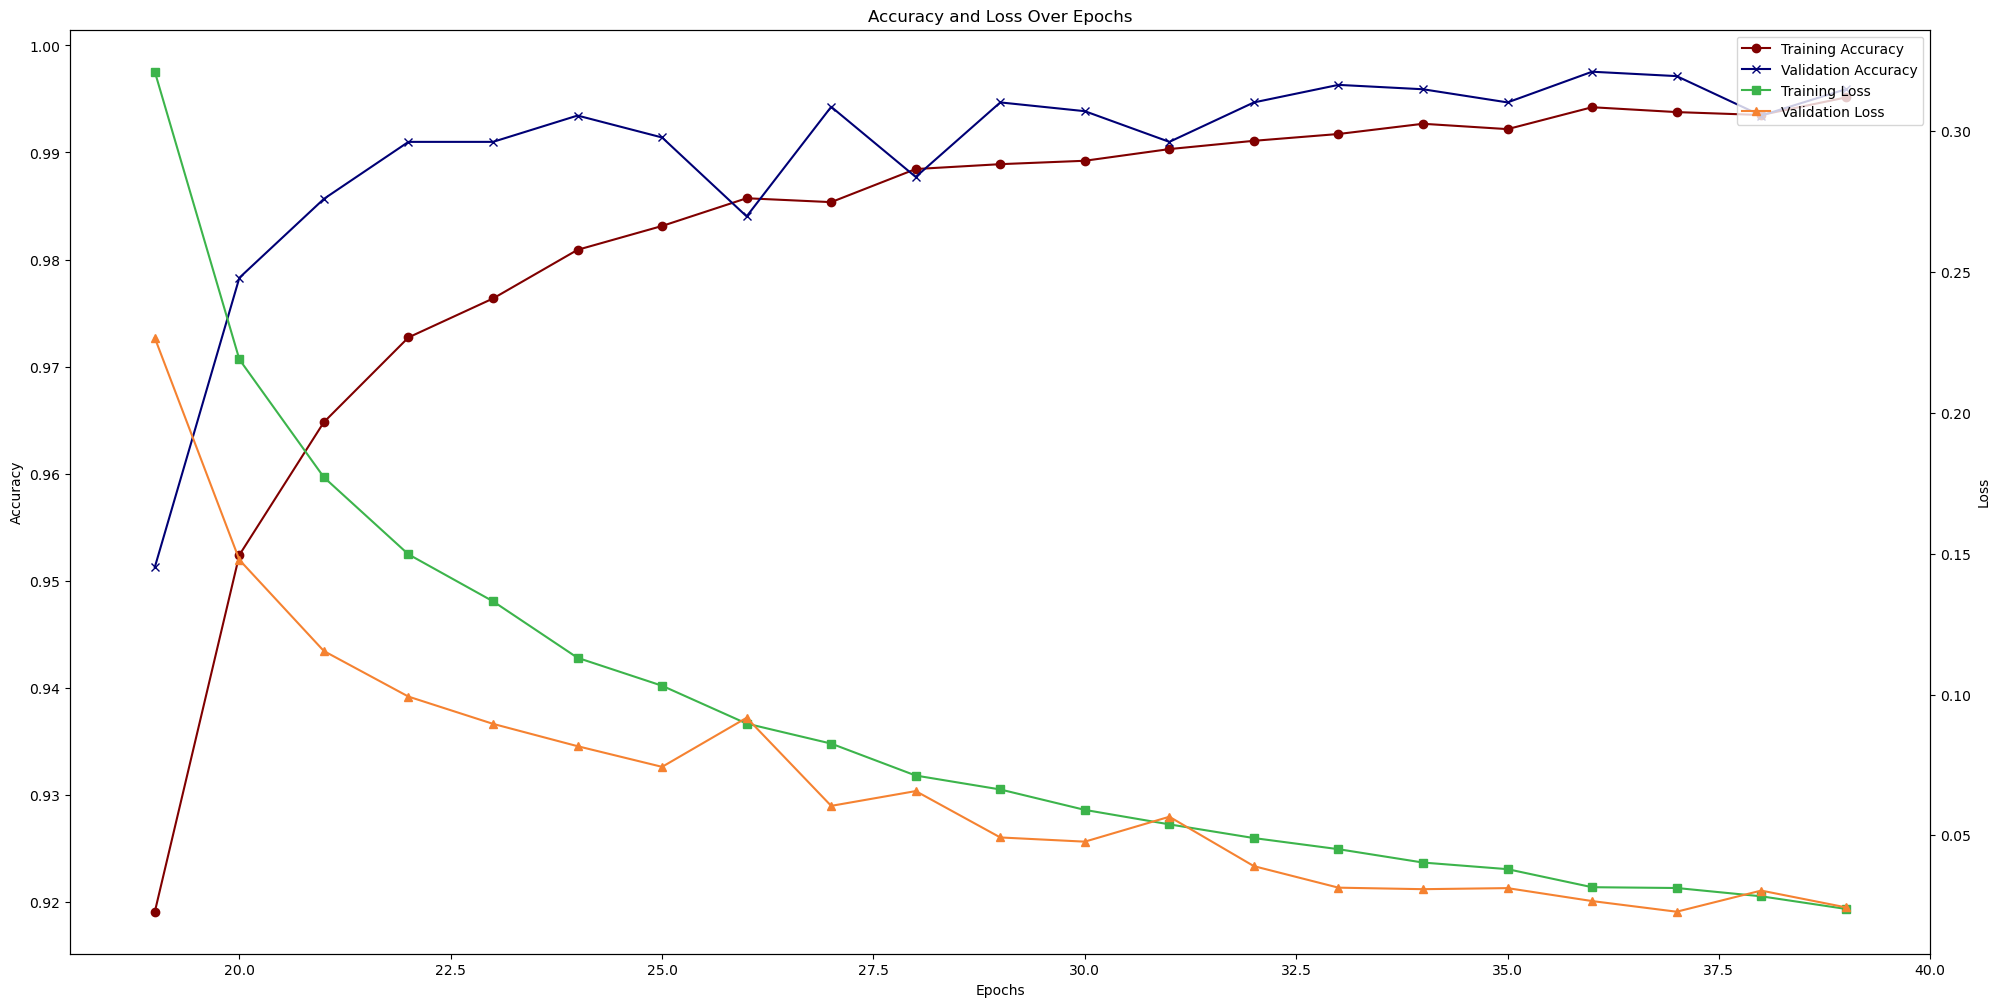 Accuracy and Loss Over Epochs
Training Accuracy
Validation Accuracy
Training Loss
Validation Loss
1.00
0.99
0.98
0.97
0.96
0.95
0.94
0.93
0.92
Accuracy
0.30
0.25
0.20
0.15
0.10
0.05
Loss
20.0 22.5 25.0 27.5 30.0 32.5 35.0 37.5 40.0
Epochs